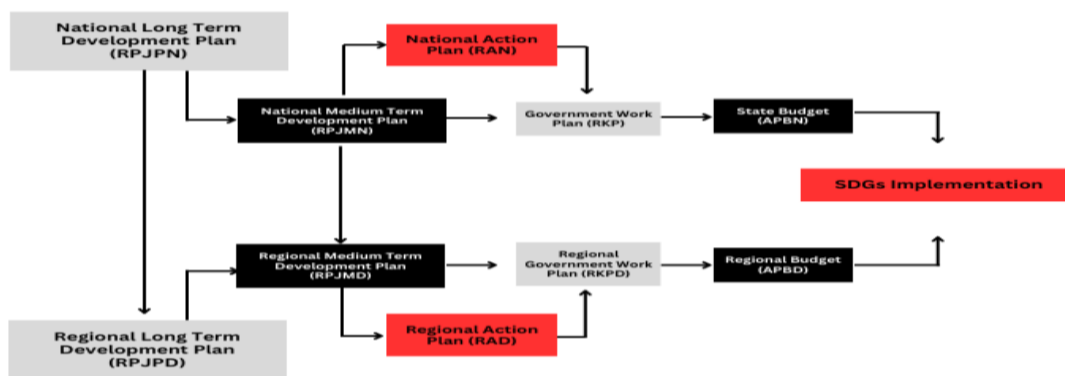 National Long Term
Development Plan
(RPJPN)
National Action
Plan (RAN)
National Medium Term
Development Plan
(RPJMN)
Government Work
Plan (RKP)
State Budget
(APBN)
SDGs Implementation
Regional Medium Term
Development Plan
(RPJMD)
Regional
Government Work
Plan (RKPD)
Regional Budget
(APBD)
Regional Long Term
Development Plan
(RPJPD)
Regional Action
Plan (RAD)